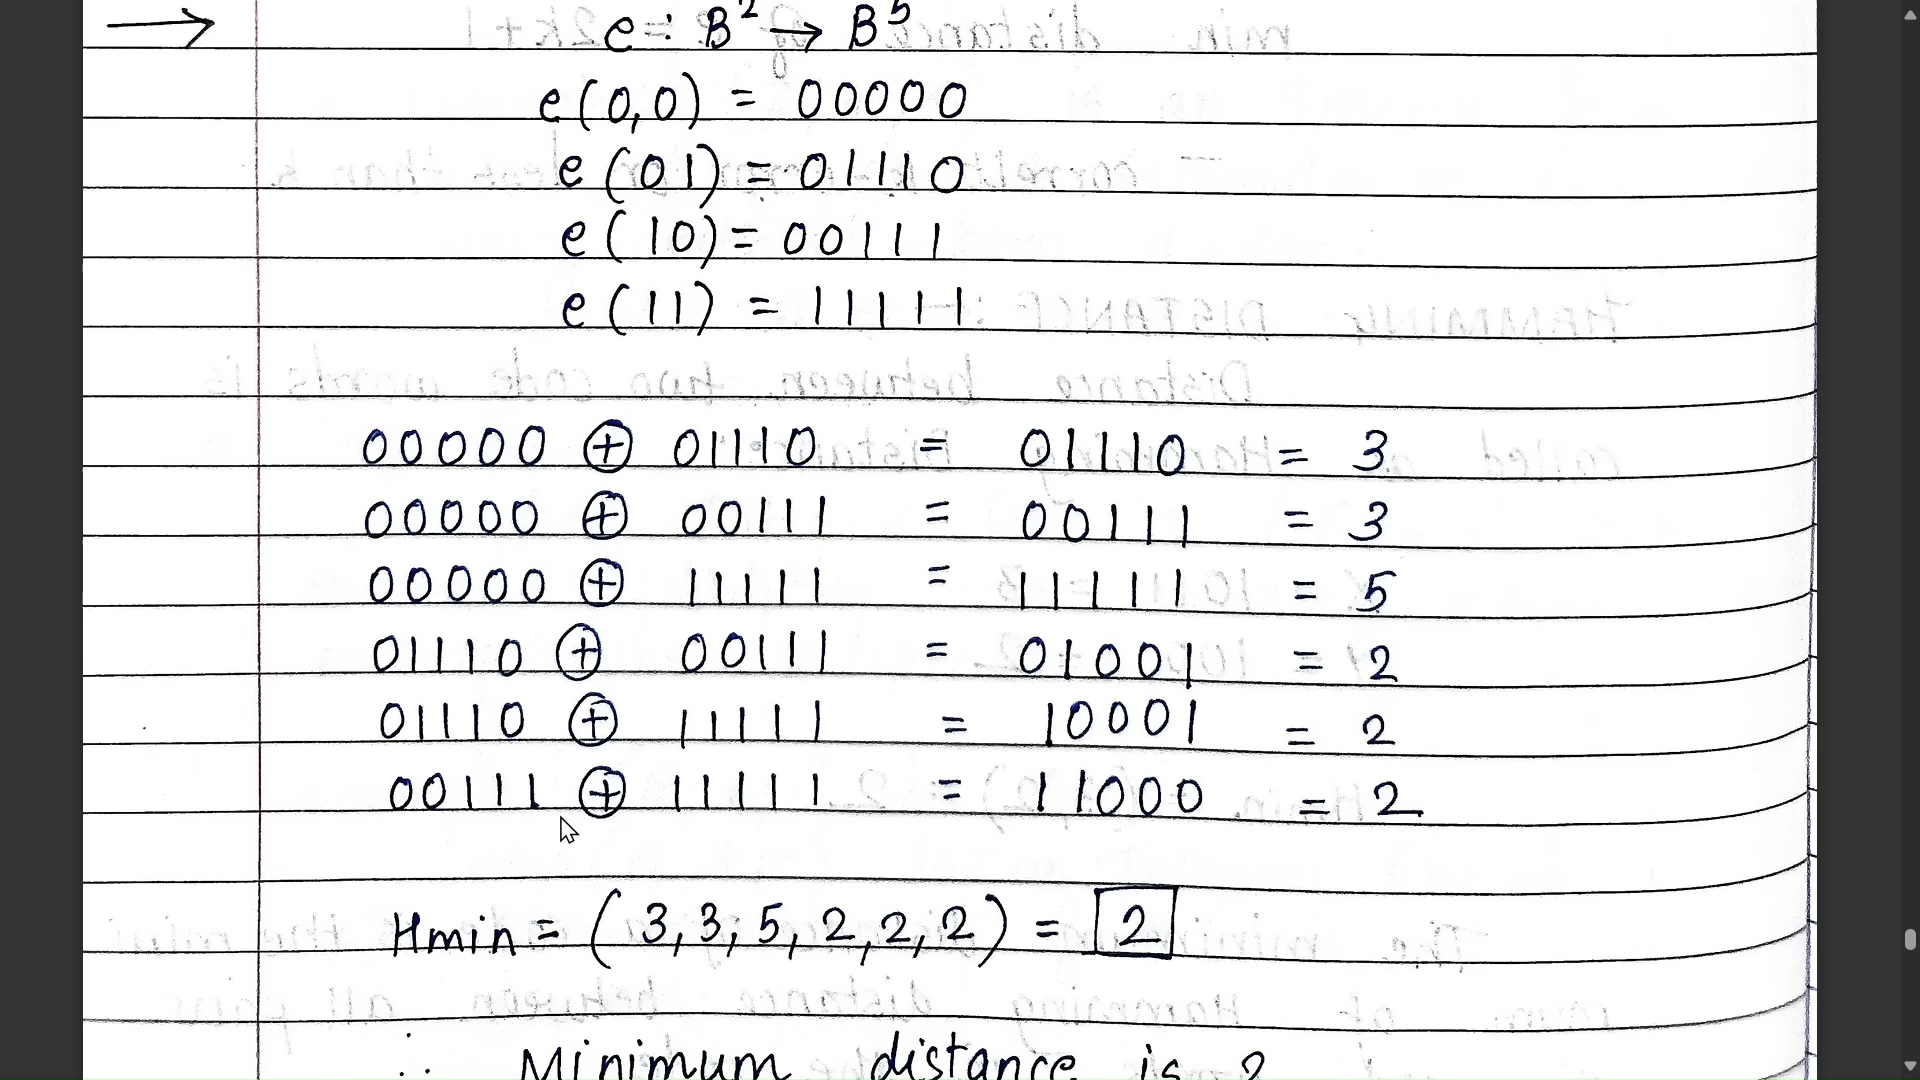 → e : B² → B⁵
e(0,0) = 00000
e(01) = 01110
e(10) = 00111
e(11) = 11111
00000 ⊕ 01110 = 01110 = 3
00000 ⊕ 00111 = 00111 = 3
00000 ⊕ 11111 = 11111 = 5
01110 ⊕ 00111 = 01001 = 2
01110 ⊕ 11111 = 10001 = 2
00111 ⊕ 11111 = 11000 = 2
Hmin = (3,3,5,2,2,2) = 2
∴ Minimum distance is 2